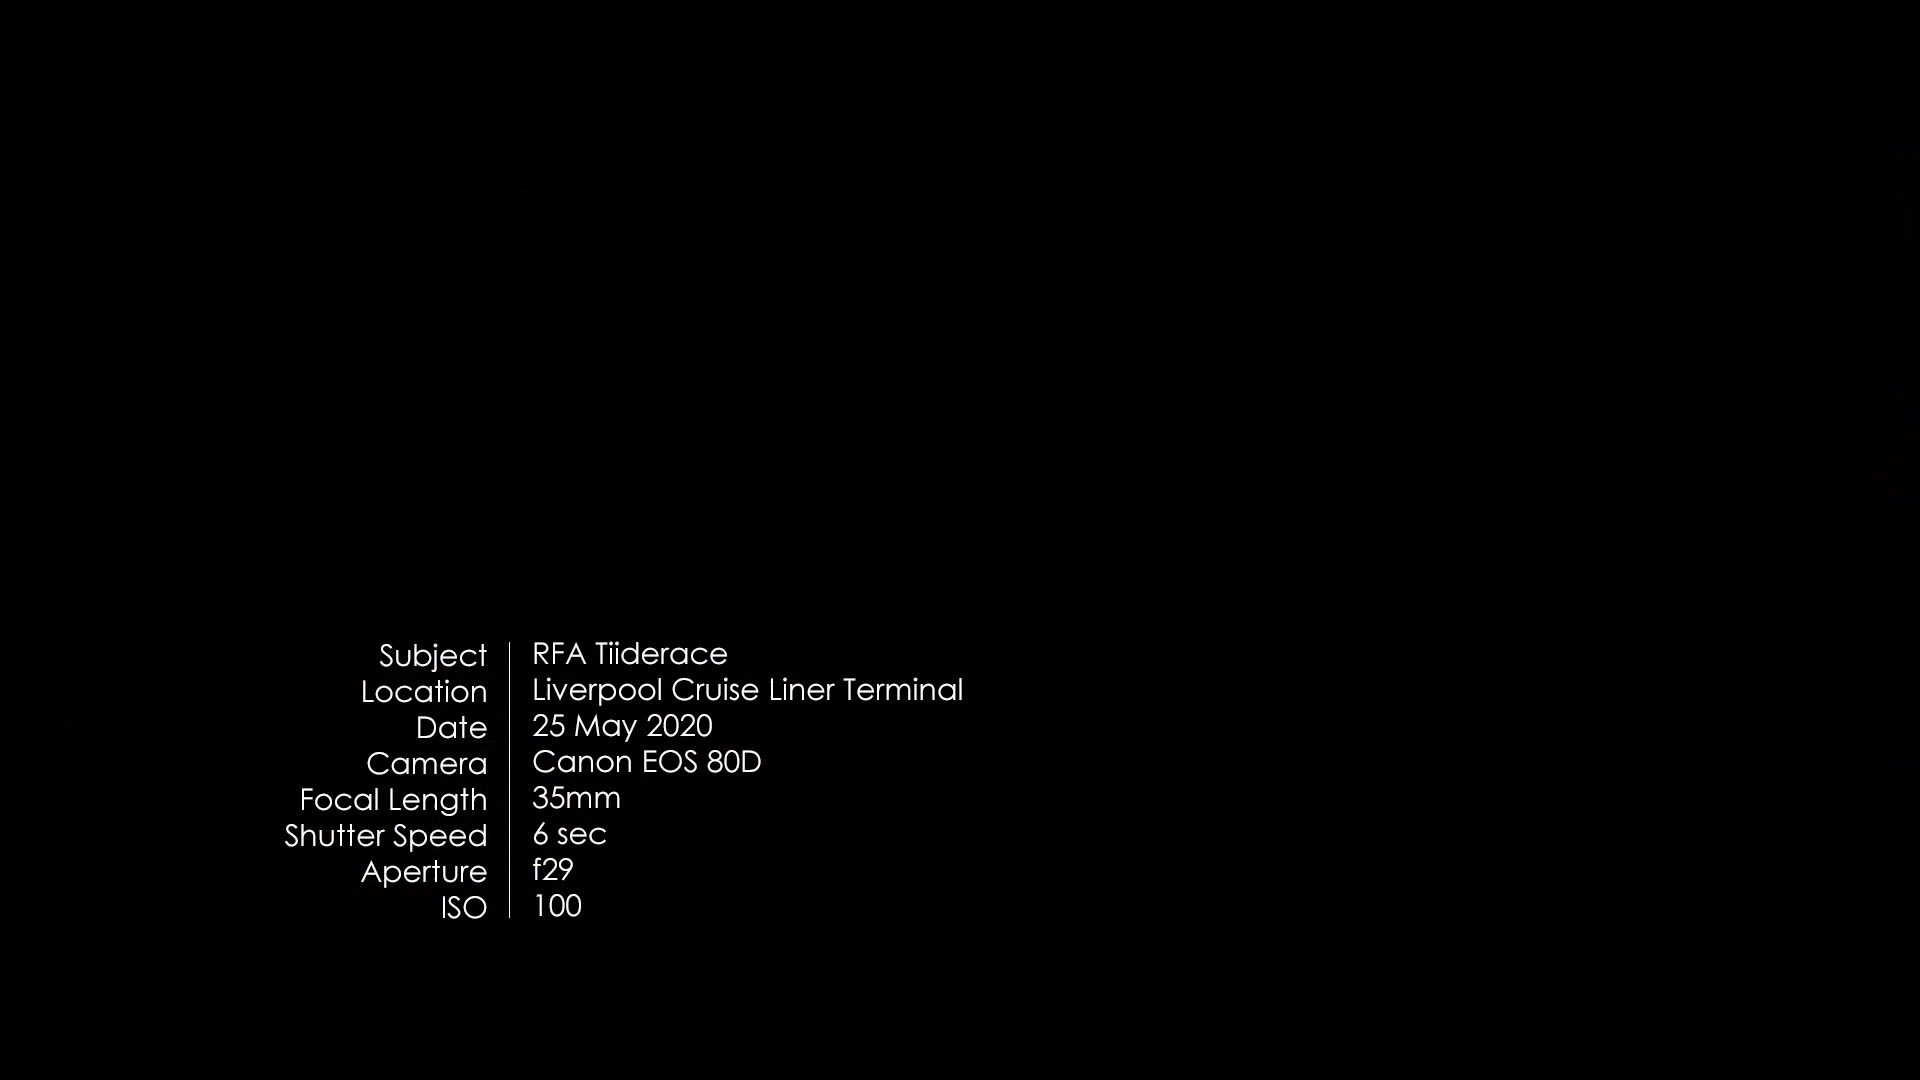 Subject RFA Tiiderace
Location Liverpool Cruise Liner Terminal
Date 25 May 2020
Camera Canon EOS 80D
Focal Length 35mm
Shutter Speed 6 sec
Aperture f29
ISO 100